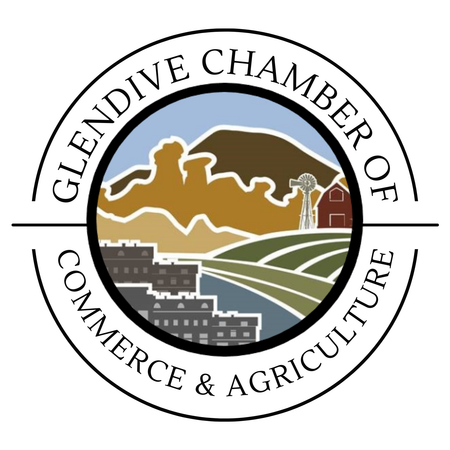 GLENDIVE CHAMBER OF
COMMERCE & AGRICULTURE